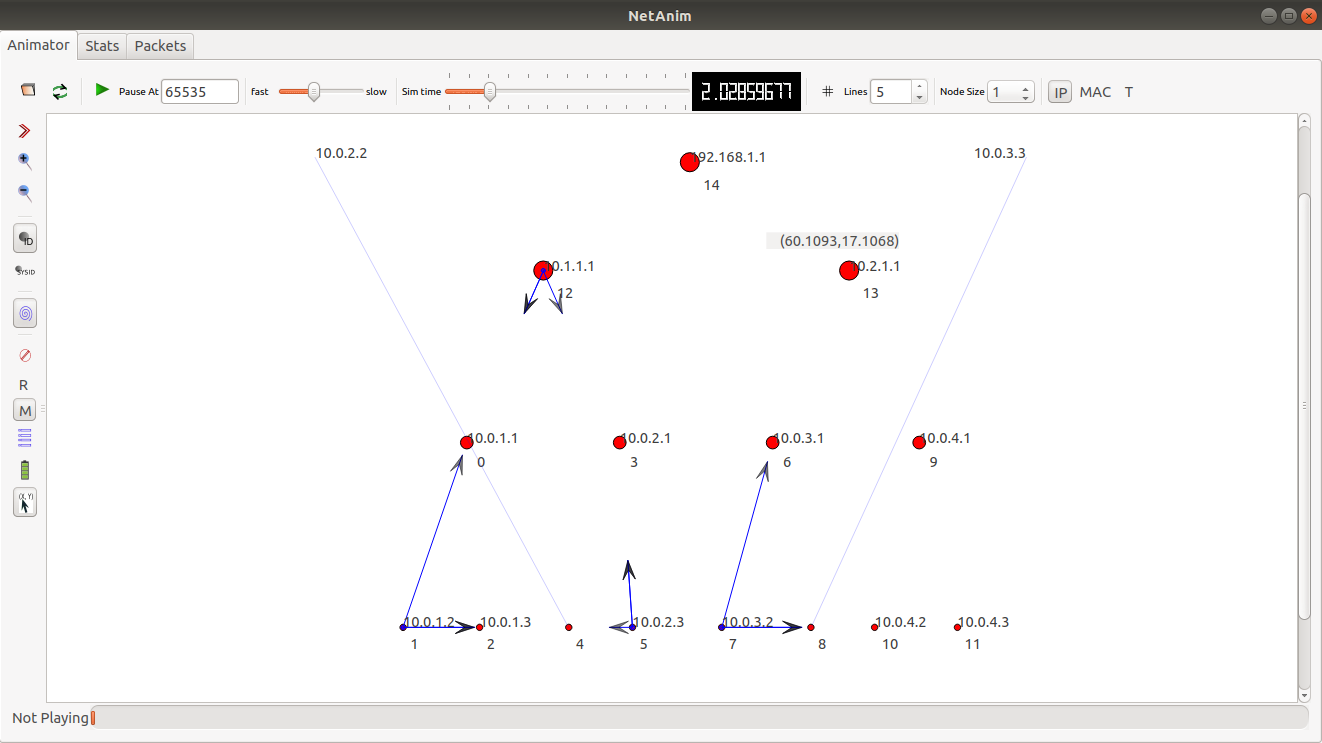 NetAnim
Animator Stats Packets
Pause At 65535 fast slow Sim time 2.02859677 # Lines 5 Node Size 1 IP MAC T
10.0.2.2 192.168.1.1 10.0.3.3
14
ID
(60.1093,17.1068)
SYSID
10.1.1.1 10.2.1.1
12 13
R
M
10.0.1.1 10.0.2.1 10.0.3.1 10.0.4.1
0 3 6 9
(X, Y)
10.0.1.2 10.0.1.3 10.0.2.3 10.0.3.2 10.0.4.2 10.0.4.3
1 2 4 5 7 8 10 11
Not Playing